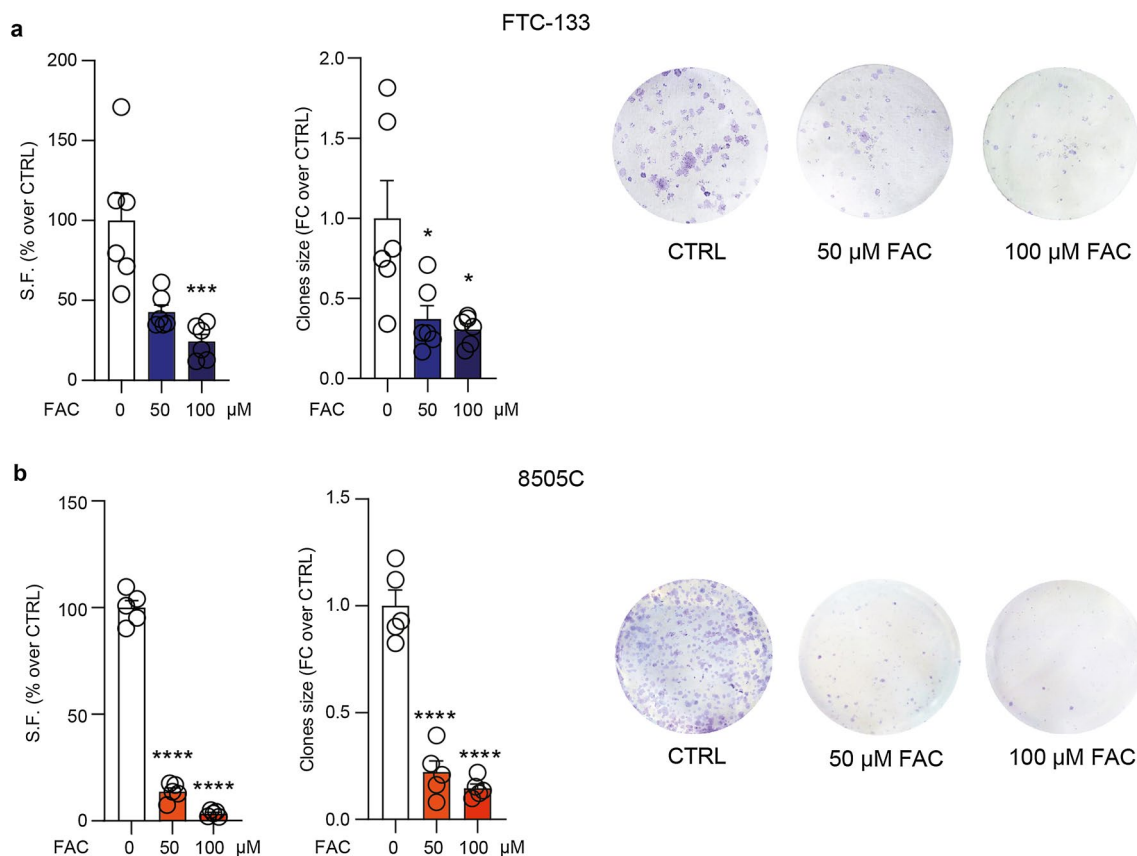 a
FTC-133
S.F. (% over CTRL)
200
150
100
50
0
***
FAC 0 50 100 µM
Clones size (FC over CTRL)
2.0
1.5
1.0
0.5
0.0
*
*
FAC 0 50 100 µM
CTRL
50 µM FAC
100 µM FAC
b
8505C
S.F. (% over CTRL)
150
100
50
0
****
****
FAC 0 50 100 µM
Clones size (FC over CTRL)
1.5
1.0
0.5
0.0
****
****
FAC 0 50 100 µM
CTRL
50 µM FAC
100 µM FAC